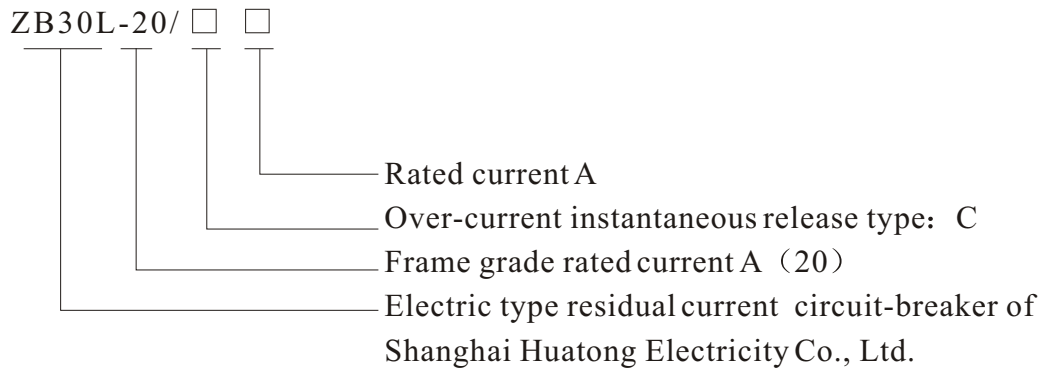 ZB30L-20/ □ □
Rated current A
Over-current instantaneous release type：C
Frame grade rated current A（20）
Electric type residual current circuit-breaker of
Shanghai Huatong Electricity Co., Ltd.